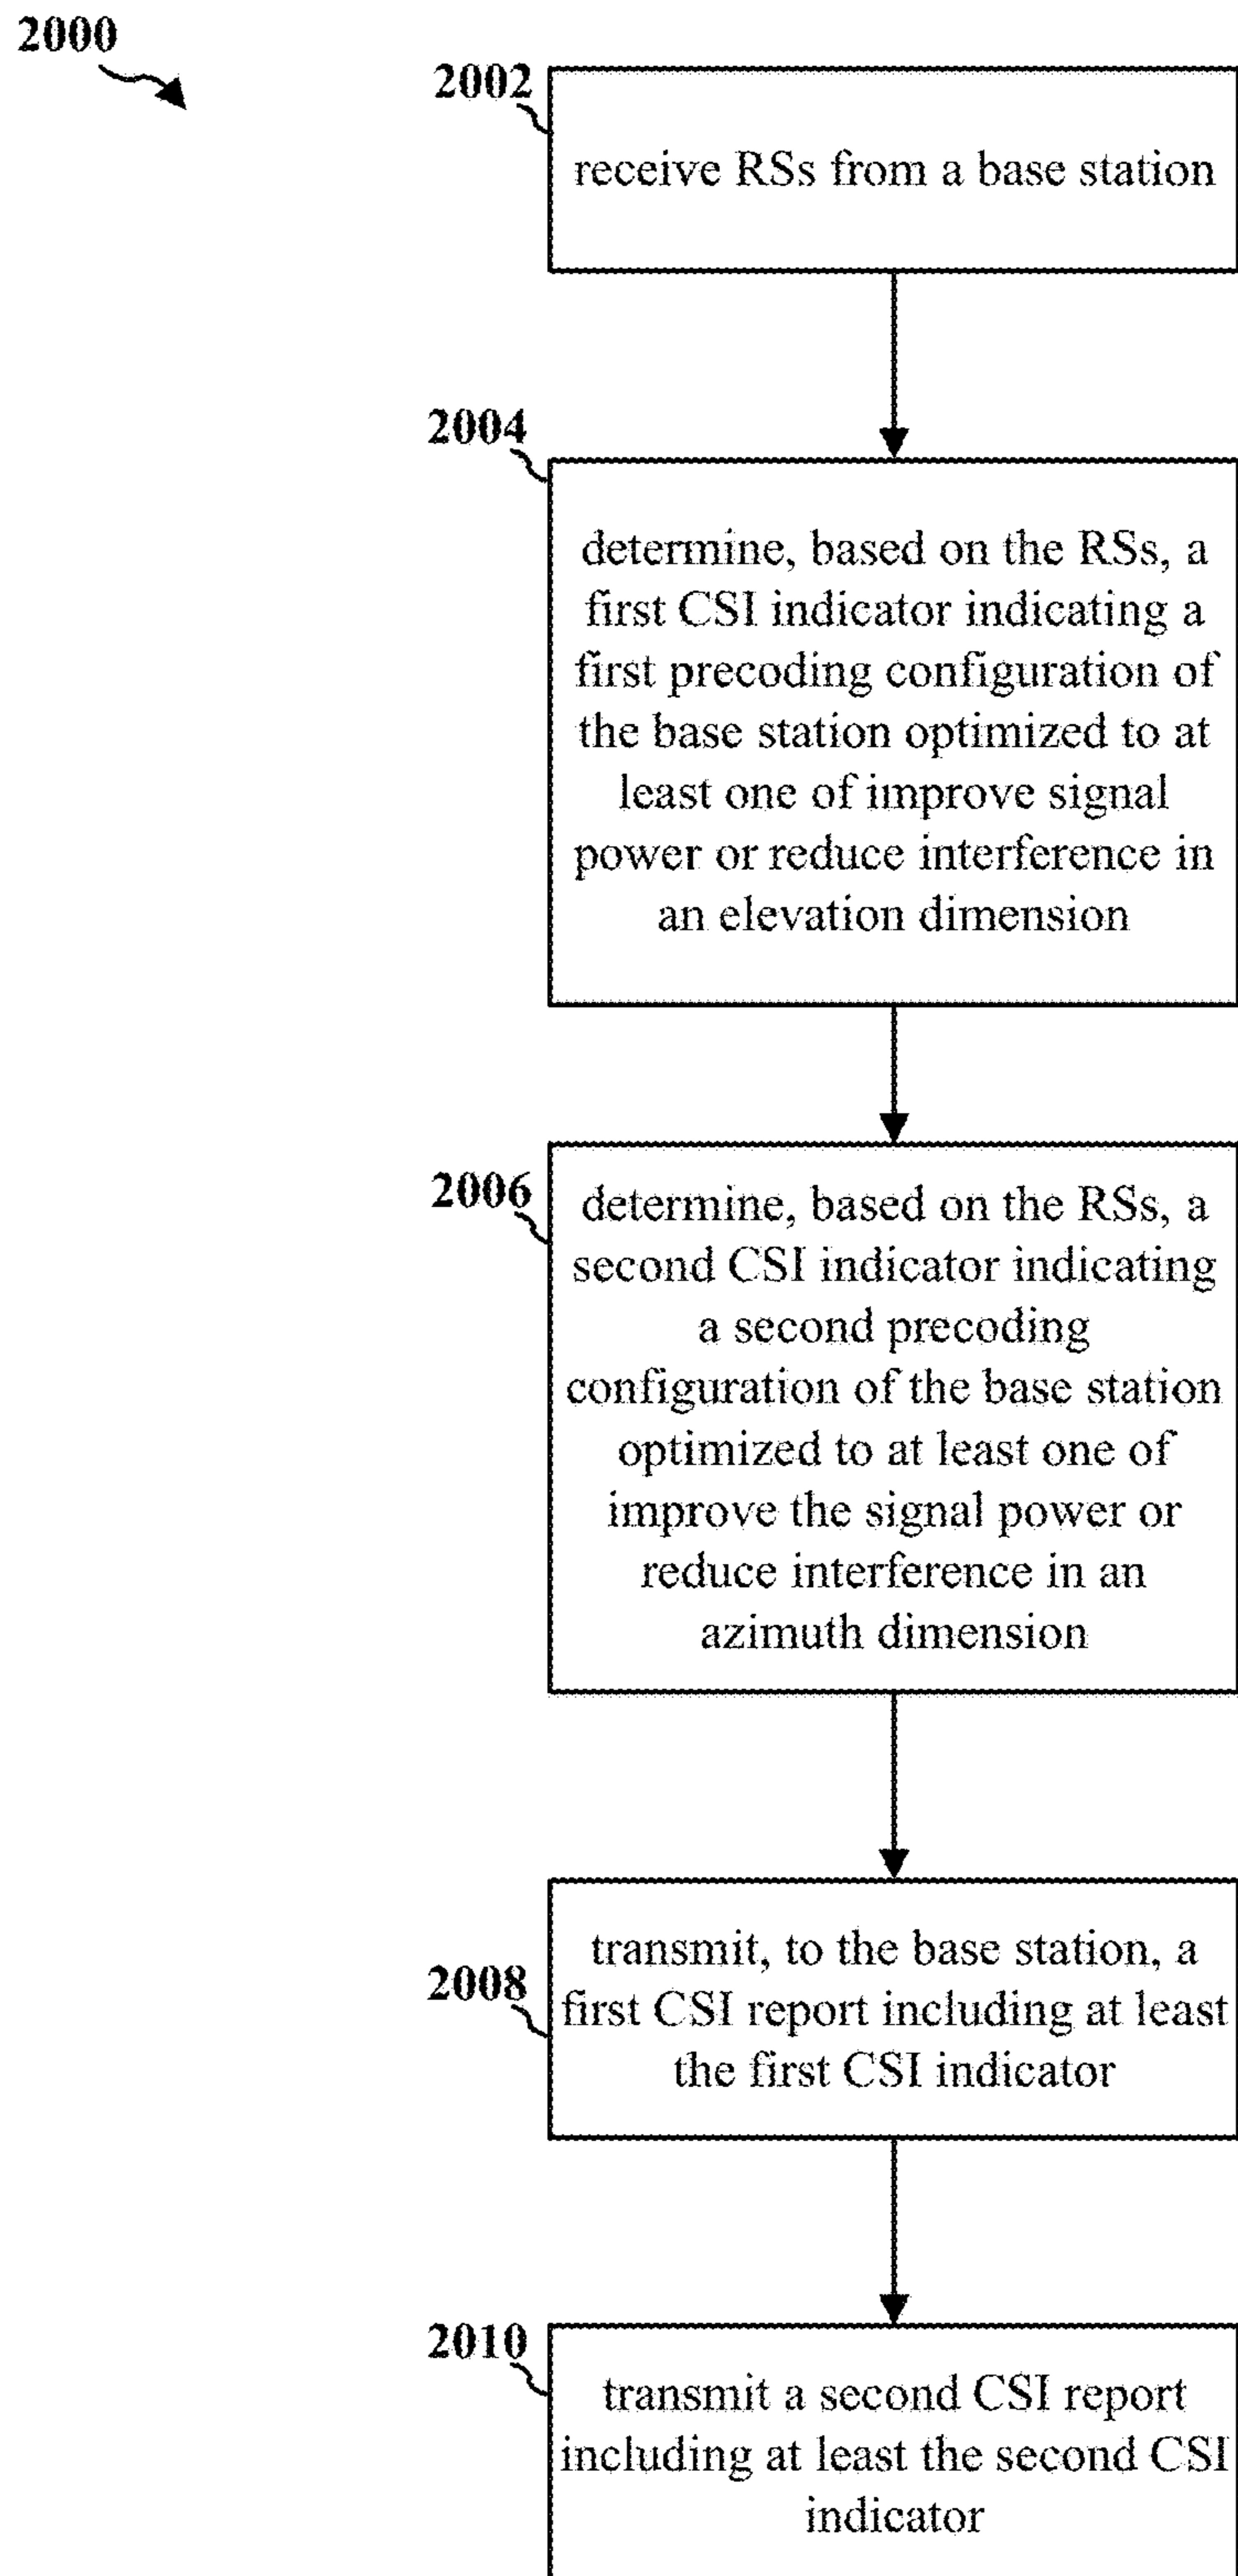 2000
2002
receive RSs from a base station
2004
determine, based on the RSs, a
first CSI indicator indicating a
first precoding configuration of
the base station optimized to at
least one of improve signal
power or reduce interference in
an elevation dimension
2006
determine, based on the RSs, a
second CSI indicator indicating
a second precoding
configuration of the base station
optimized to at least one of
improve the signal power or
reduce interference in an
azimuth dimension
2008
transmit, to the base station, a
first CSI report including at least
the first CSI indicator
2010
transmit a second CSI report
including at least the second CSI
indicator